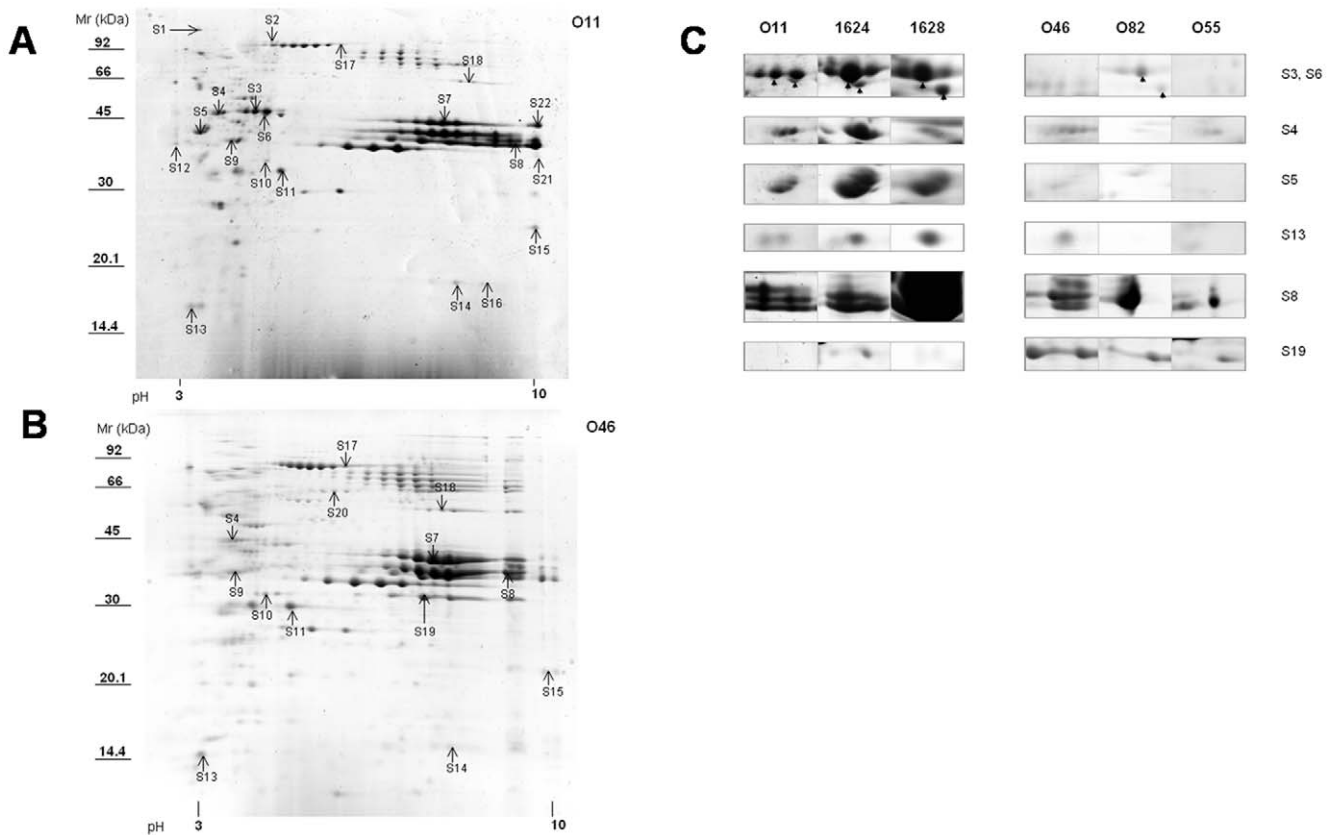 A
Mr (kDa)
O11
S1
S2
92
S17
S18
66
S4
S3
S7
S22
S5
45
S6
S12
S9
S10
S8
S11
S21
30
S15
20.1
S14
S16
S13
14.4
pH
3
10
B
Mr (kDa)
O46
S17
92
66
S20
S18
S4
45
S7
S9
S8
30
S10
S11
S19
20.1
S15
14.4
S13
S14
pH
3
10
C
O11 1624 1628 O46 O82 O55
S3, S6
S4
S5
S13
S8
S19